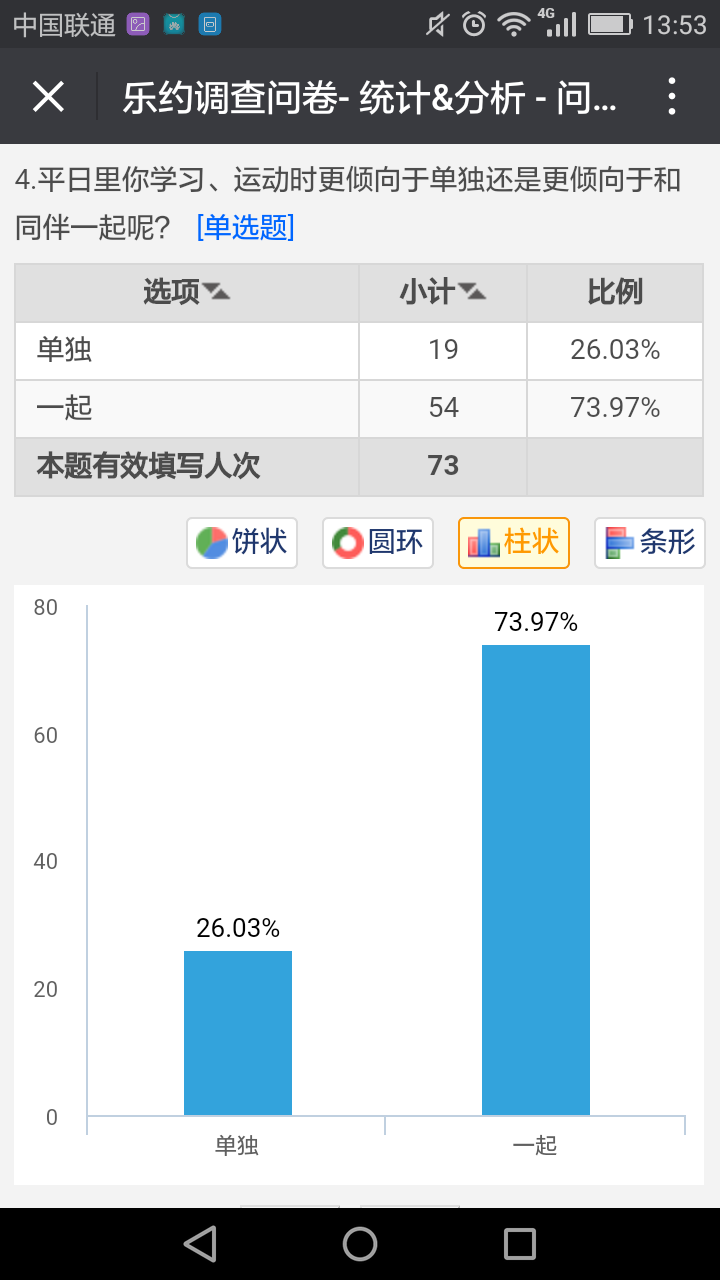 中国联通 4G 13:53
乐约调查问卷- 统计&分析 - 问...
4.平日里你学习、运动时更倾向于单独还是更倾向于和
同伴一起呢? [单选题]
选项 小计 比例
单独 19 26.03%
一起 54 73.97%
本题有效填写人次 73
饼状 圆环 柱状 条形
80
73.97%
60
40
26.03%
20
0
单独 一起